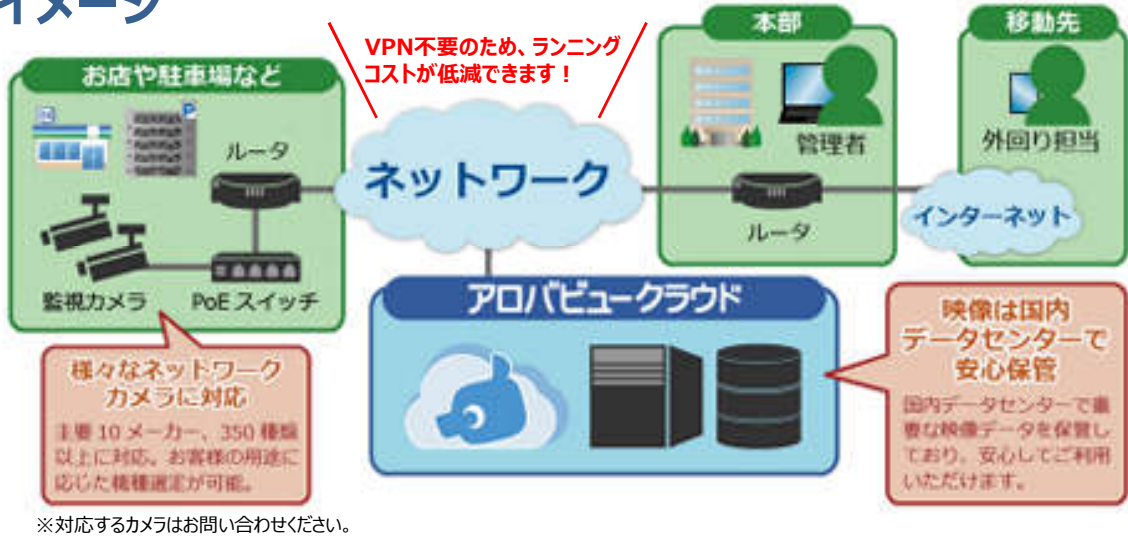 イメージ
VPN不要のため、ランニング
コストが低減できます！
お店や駐車場など
ルータ
監視カメラ
PoE スイッチ
ネットワーク
本部
管理者
ルータ
移動先
外回り担当
インターネット
アロバビュークラウド
様々なネットワーク
カメラに対応
主要 10 メーカー、350 種類
以上に対応。お客様の用途に
応じた機種選定が可能。
映像は国内
データセンターで
安心保管
国内データセンターで重
要な映像データを保管し
ており、安心してご利用
いただけます。
※対応するカメラはお問い合わせください。